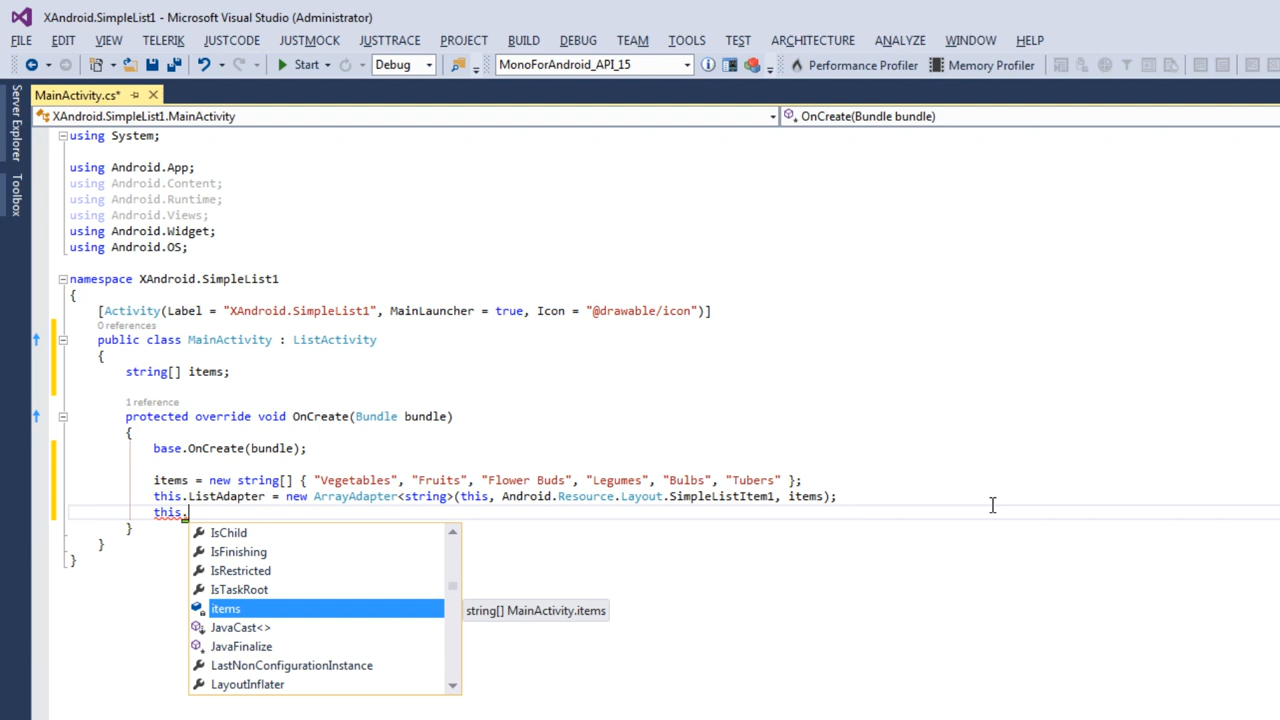 XAndroid.SimpleList1 - Microsoft Visual Studio (Administrator)
FILE EDIT VIEW TELERIK JUSTCODE JUSTMOCK JUSTTRACE PROJECT BUILD DEBUG TEAM TOOLS TEST ARCHITECTURE ANALYZE WINDOW HELP
Start Debug MonoForAndroid_API_15 Performance Profiler Memory Profiler
MainActivity.cs*
XAndroid.SimpleList1.MainActivity OnCreate(Bundle bundle)
Server Explorer
Toolbox
using System;
using Android.App;
using Android.Content;
using Android.Runtime;
using Android.Views;
using Android.Widget;
using Android.OS;
namespace XAndroid.SimpleList1
{
[Activity(Label = "XAndroid.SimpleList1", MainLauncher = true, Icon = "@drawable/icon")]
0 references
public class MainActivity : ListActivity
{
string[] items;
1 reference
protected override void OnCreate(Bundle bundle)
{
base.OnCreate(bundle);
items = new string[] { "Vegetables", "Fruits", "Flower Buds", "Legumes", "Bulbs", "Tubers" };
this.ListAdapter = new ArrayAdapter<string>(this, Android.Resource.Layout.SimpleListItem1, items);
this.
}
}
}
IsChild
IsFinishing
IsRestricted
IsTaskRoot
items string[] MainActivity.items
JavaCast<>
JavaFinalize
LastNonConfigurationInstance
LayoutInflater